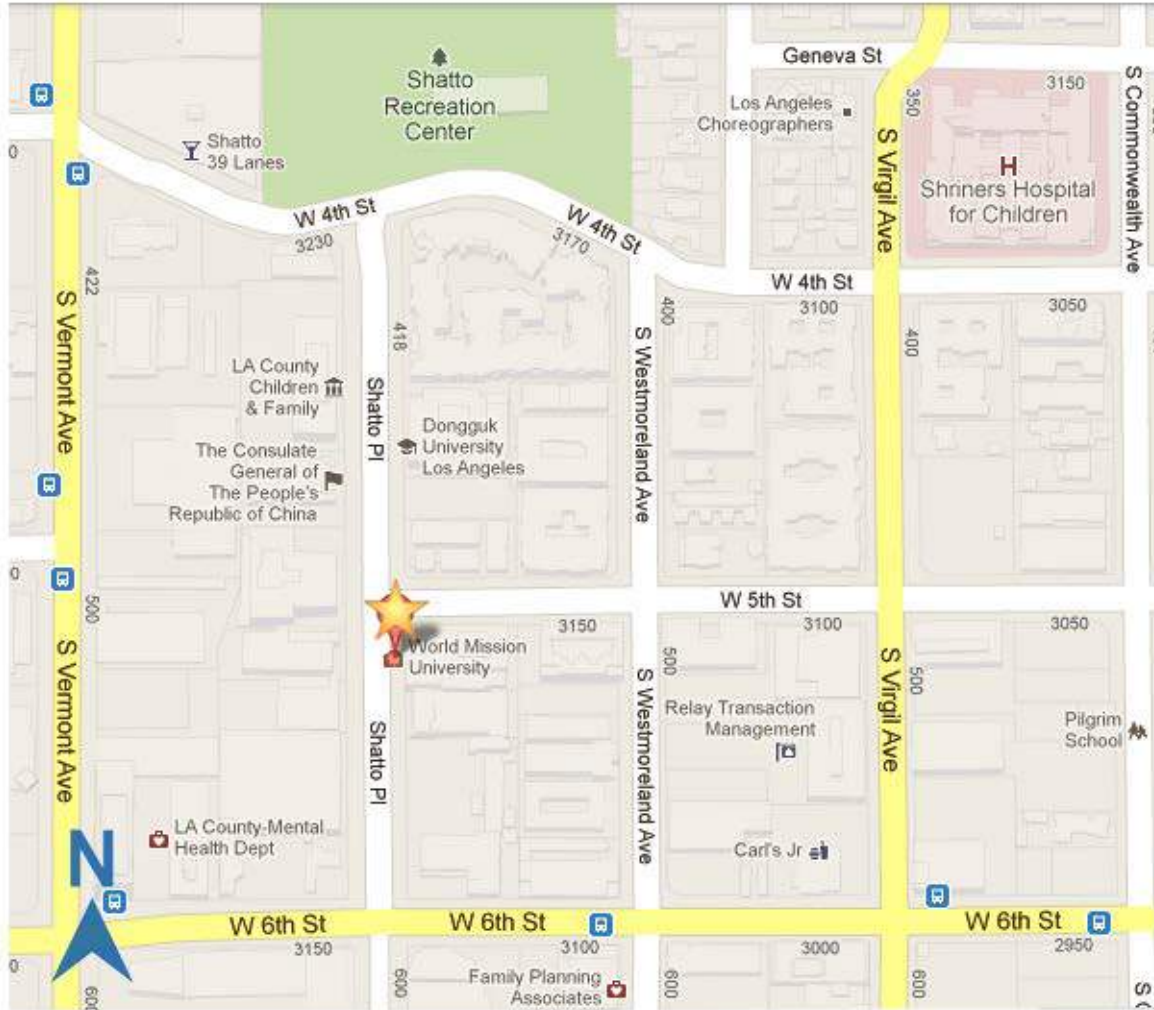 Geneva St
3150
350
Shatto
Recreation
Center
Los Angeles
Choreographers
S Commonwealth Ave
S Virgil Ave
H
Shriners Hospital
for Children
Shatto
39 Lanes
0
W 4th St
3230
W 4th St
3170
W 4th St
3100
3050
422
418
400
400
S Vermont Ave
Shatto Pl
S Westmoreland Ave
LA County
Children
& Family
Dongguk
University
Los Angeles
The Consulate
General of
The People's
Republic of China
0
500
W 5th St
3150
3100
3050
World Mission
University
S Vermont Ave
Shatto Pl
S Westmoreland Ave
500
S Virgil Ave
500
Relay Transaction
Management
Pilgrim
School
LA County-Mental
Health Dept
Carl's Jr
N
W 6th St
W 6th St
W 6th St
3150
3100
3000
2950
0
600
600
600
600
Family Planning
Associates
S C